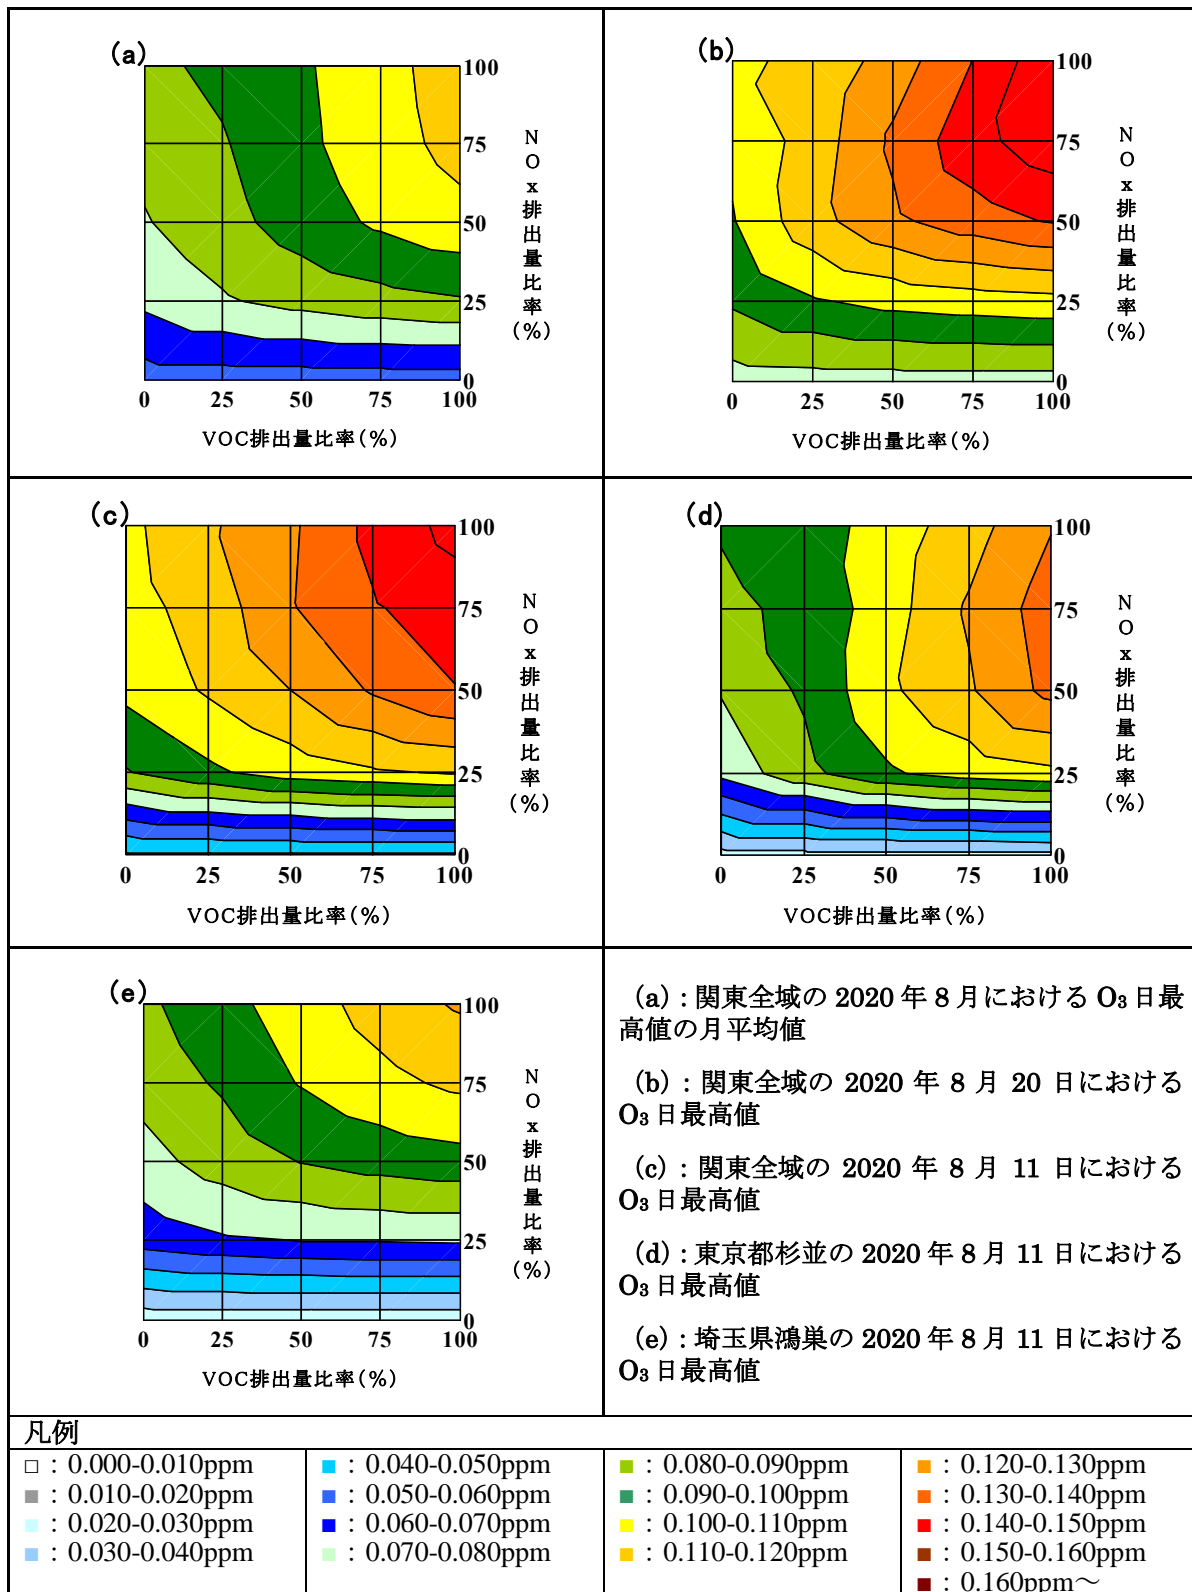 (a)
100
75
50
25
0
NOx排出量比率(%)
0 25 50 75 100
VOC排出量比率(%)
(b)
100
75
50
25
0
NOx排出量比率(%)
0 25 50 75 100
VOC排出量比率(%)
(c)
100
75
50
25
0
NOx排出量比率(%)
0 25 50 75 100
VOC排出量比率(%)
(d)
100
75
50
25
0
NOx排出量比率(%)
0 25 50 75 100
VOC排出量比率(%)
(e)
100
75
50
25
0
NOx排出量比率(%)
0 25 50 75 100
VOC排出量比率(%)
(a)：関東全域の 2020 年 8 月における O₃ 日最
高値の月平均値
(b)：関東全域の 2020 年 8 月 20 日における
O₃ 日最高値
(c)：関東全域の 2020 年 8 月 11 日における
O₃ 日最高値
(d)：東京都杉並の 2020 年 8 月 11 日における
O₃ 日最高値
(e)：埼玉県鴻巣の 2020 年 8 月 11 日における
O₃ 日最高値
凡例
□：0.000-0.010ppm
■：0.010-0.020ppm
■：0.020-0.030ppm
■：0.030-0.040ppm
■：0.040-0.050ppm
■：0.050-0.060ppm
■：0.060-0.070ppm
■：0.070-0.080ppm
■：0.080-0.090ppm
■：0.090-0.100ppm
■：0.100-0.110ppm
■：0.110-0.120ppm
■：0.120-0.130ppm
■：0.130-0.140ppm
■：0.140-0.150ppm
■：0.150-0.160ppm
■：0.160ppm～